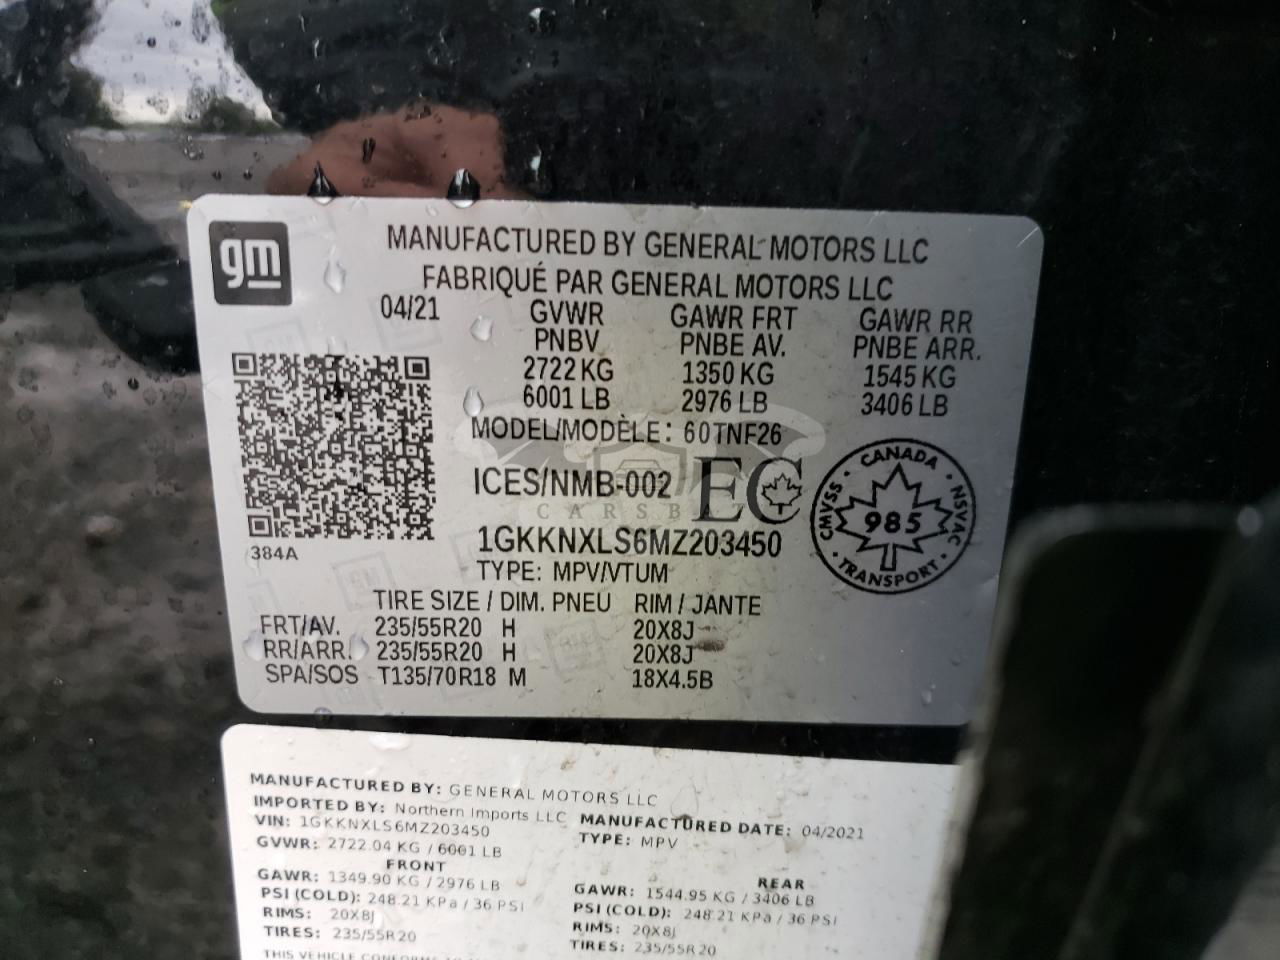 gm
MANUFACTURED BY GENERAL MOTORS LLC
FABRIQUÉ PAR GENERAL MOTORS LLC
04/21 GVWR GAWR FRT GAWR RR
PNBV PNBE AV. PNBE ARR.
2722 KG 1350 KG 1545 KG
6001 LB 2976 LB 3406 LB
MODEL/MODÈLE: 60TNF26
ICES/NMB-002 EC
CARSBA
CANADA
CMVSS 985 NSVAC
TRANSPORT
384A
1GKKNXLS6MZ203450
TYPE: MPV/VTUM
TIRE SIZE / DIM. PNEU RIM / JANTE
FRT/AV. 235/55R20 H 20X8J
RR/ARR. 235/55R20 H 20X8J
SPA/SOS T135/70R18 M 18X4.5B
MANUFACTURED BY: GENERAL MOTORS LLC
IMPORTED BY: Northern Imports LLC MANUFACTURED DATE: 04/2021
VIN: 1GKKNXLS6MZ203450 TYPE: MPV
GVWR: 2722.04 KG / 6001 LB
FRONT REAR
GAWR: 1349.90 KG / 2976 LB GAWR: 1544.95 KG / 3406 LB
PSI (COLD): 248.21 KPa / 36 PSI PSI (COLD): 248.21 KPa / 36 PSI
RIMS: 20X8J RIMS: 20X8J
TIRES: 235/55R20 TIRES: 235/55R20
THIS VEHICLE CONFORMS